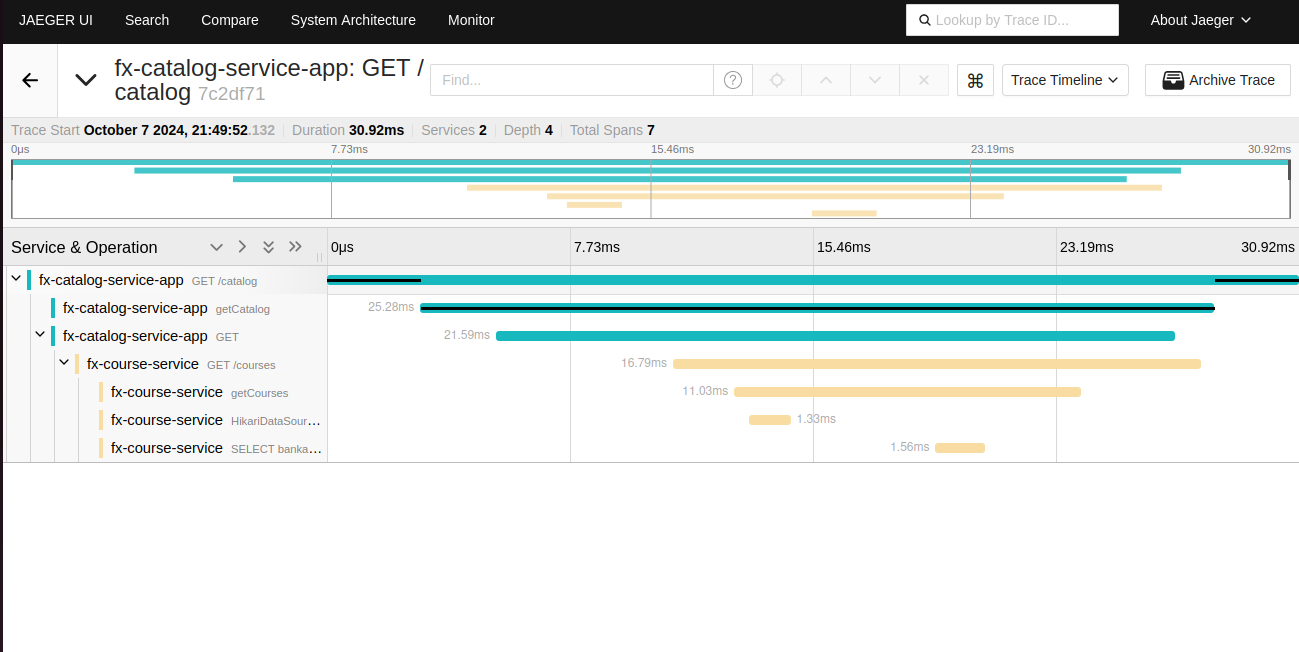 JAEGER UI Search Compare System Architecture Monitor Lookup by Trace ID... About Jaeger
fx-catalog-service-app: GET /
catalog 7c2df71
Find... ? ⌘ Trace Timeline Archive Trace
Trace Start October 7 2024, 21:49:52.132 Duration 30.92ms Services 2 Depth 4 Total Spans 7
0μs 7.73ms 15.46ms 23.19ms 30.92ms
Service & Operation 0μs 7.73ms 15.46ms 23.19ms 30.92ms
fx-catalog-service-app GET /catalog
fx-catalog-service-app getCatalog 25.28ms
fx-catalog-service-app GET 21.59ms
fx-course-service GET /courses 16.79ms
fx-course-service getCourses 11.03ms
fx-course-service HikariDataSour… 1.33ms
fx-course-service SELECT banka… 1.56ms